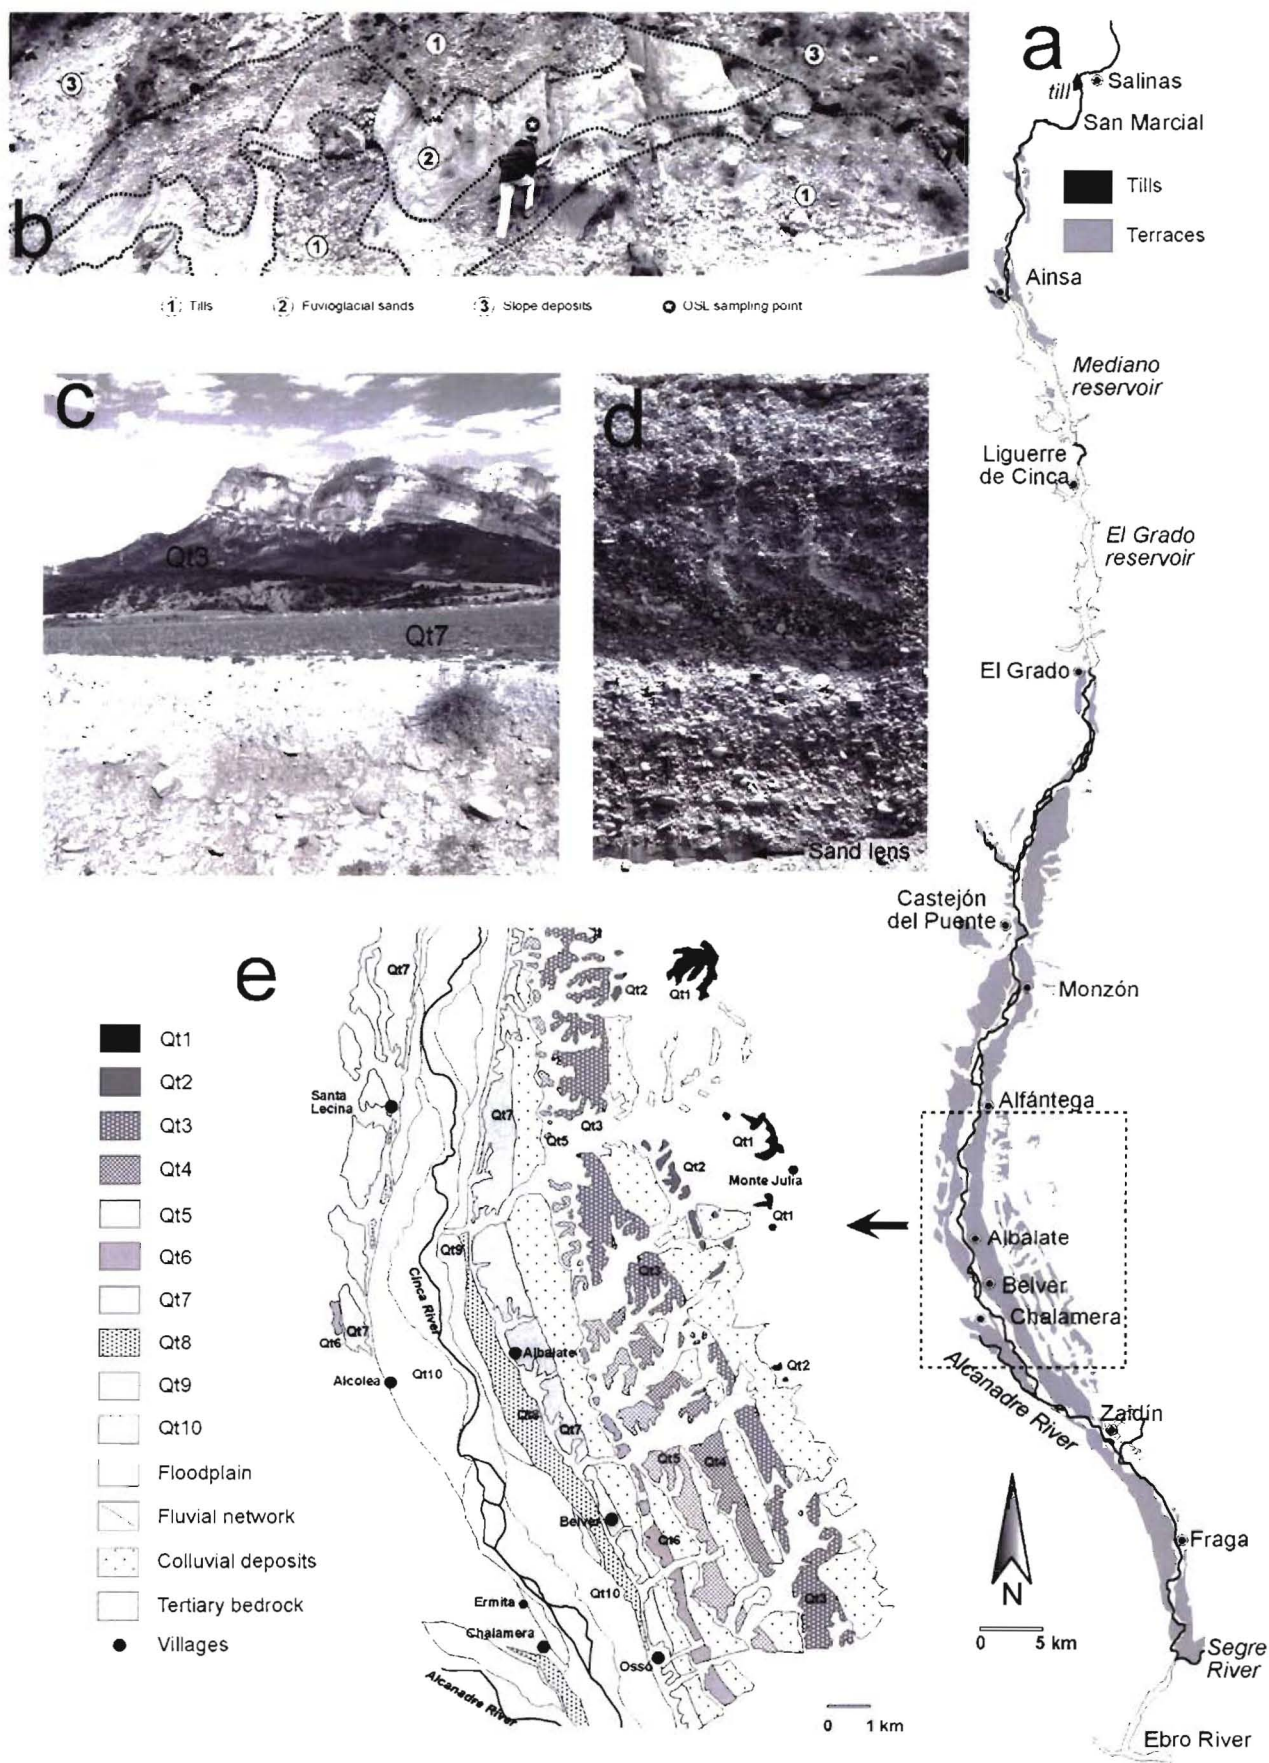 b
3
1
3
2
1
1
1 Tills
2 Fuvioglacial sands
3 Slope deposits
OSL sampling point
a
till
Salinas
San Marcial
Tills
Terraces
Ainsa
Mediano
reservoir
Liguerre
de Cinca
El Grado
reservoir
El Grado
Castejón
del Puente
Monzón
Alfántega
Albalate
Belver
Chalamera
Alcanadre River
Zaidín
Fraga
N
0 5 km
Segre
River
Ebro River
c
Qt3
Qt7
d
Sand lens
e
Qt1
Qt2
Qt3
Qt4
Qt5
Qt6
Qt7
Qt8
Qt9
Qt10
Floodplain
Fluvial network
Colluvial deposits
Tertiary bedrock
Villages
Qt7
Qt2
Qt1
Santa
Lecina
Qt7
Qt5
Qt3
Qt1
Qt2
Monte Julia
Qt1
Qt9
Qt3
Cinca River
Qt6
Qt7
Albalate
Qt2
Alcolea
Qt10
Qt8
Qt7
Qt5
Qt4
Belver
Qt6
Qt10
Qt3
Ermita
Chalamera
Osso
Alcanadre River
0 1 km